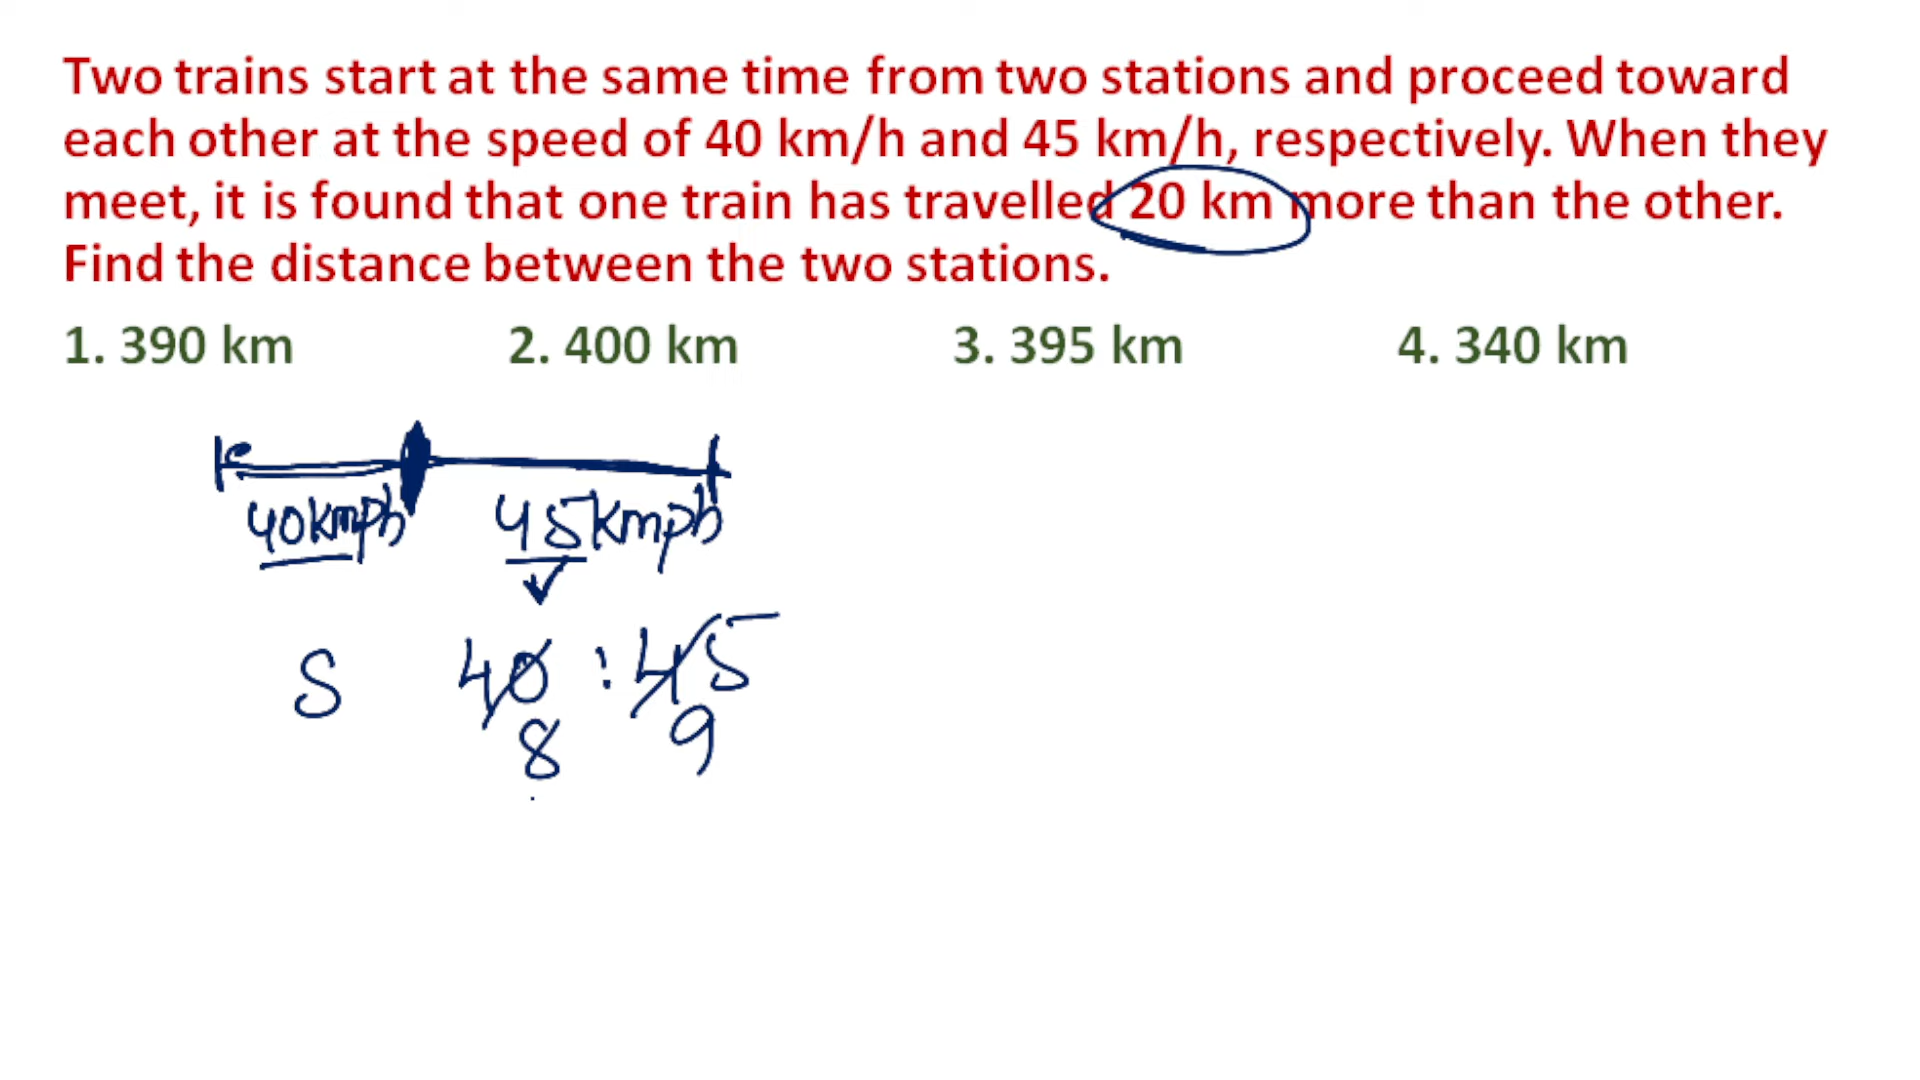 Two trains start at the same time from two stations and proceed toward
each other at the speed of 40 km/h and 45 km/h, respectively. When they
meet, it is found that one train has travelled 20 km more than the other.
Find the distance between the two stations.
1. 390 km 2. 400 km 3. 395 km 4. 340 km
40kmph 45kmph
S 40 : 45
8 9